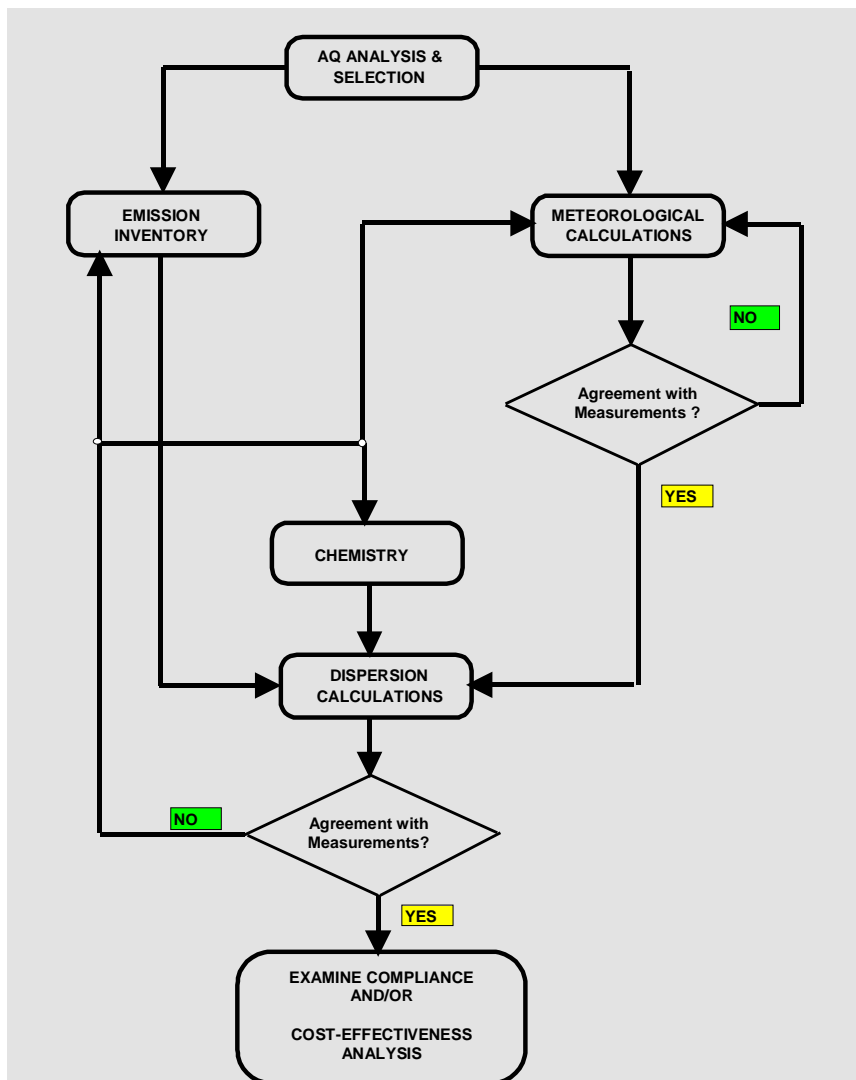 AQ ANALYSIS &
SELECTION
EMISSION
INVENTORY
METEOROLOGICAL
CALCULATIONS
NO
Agreement with
Measurements ?
YES
CHEMISTRY
DISPERSION
CALCULATIONS
NO
Agreement with
Measurements?
YES
EXAMINE COMPLIANCE
AND/OR
COST-EFFECTIVENESS
ANALYSIS